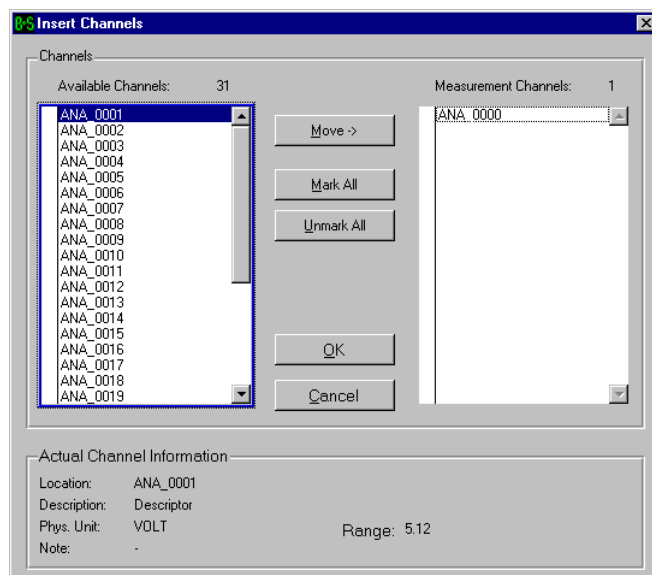 B·S Insert Channels
Channels
Available Channels: 31
ANA_0001
ANA_0002
ANA_0003
ANA_0004
ANA_0005
ANA_0006
ANA_0007
ANA_0008
ANA_0009
ANA_0010
ANA_0011
ANA_0012
ANA_0013
ANA_0014
ANA_0015
ANA_0016
ANA_0017
ANA_0018
ANA_0019
Move ->
Mark All
Unmark All
OK
Cancel
Measurement Channels: 1
ANA_0000
Actual Channel Information
Location: ANA_0001
Description: Descriptor
Phys. Unit: VOLT
Range: 5.12
Note: -